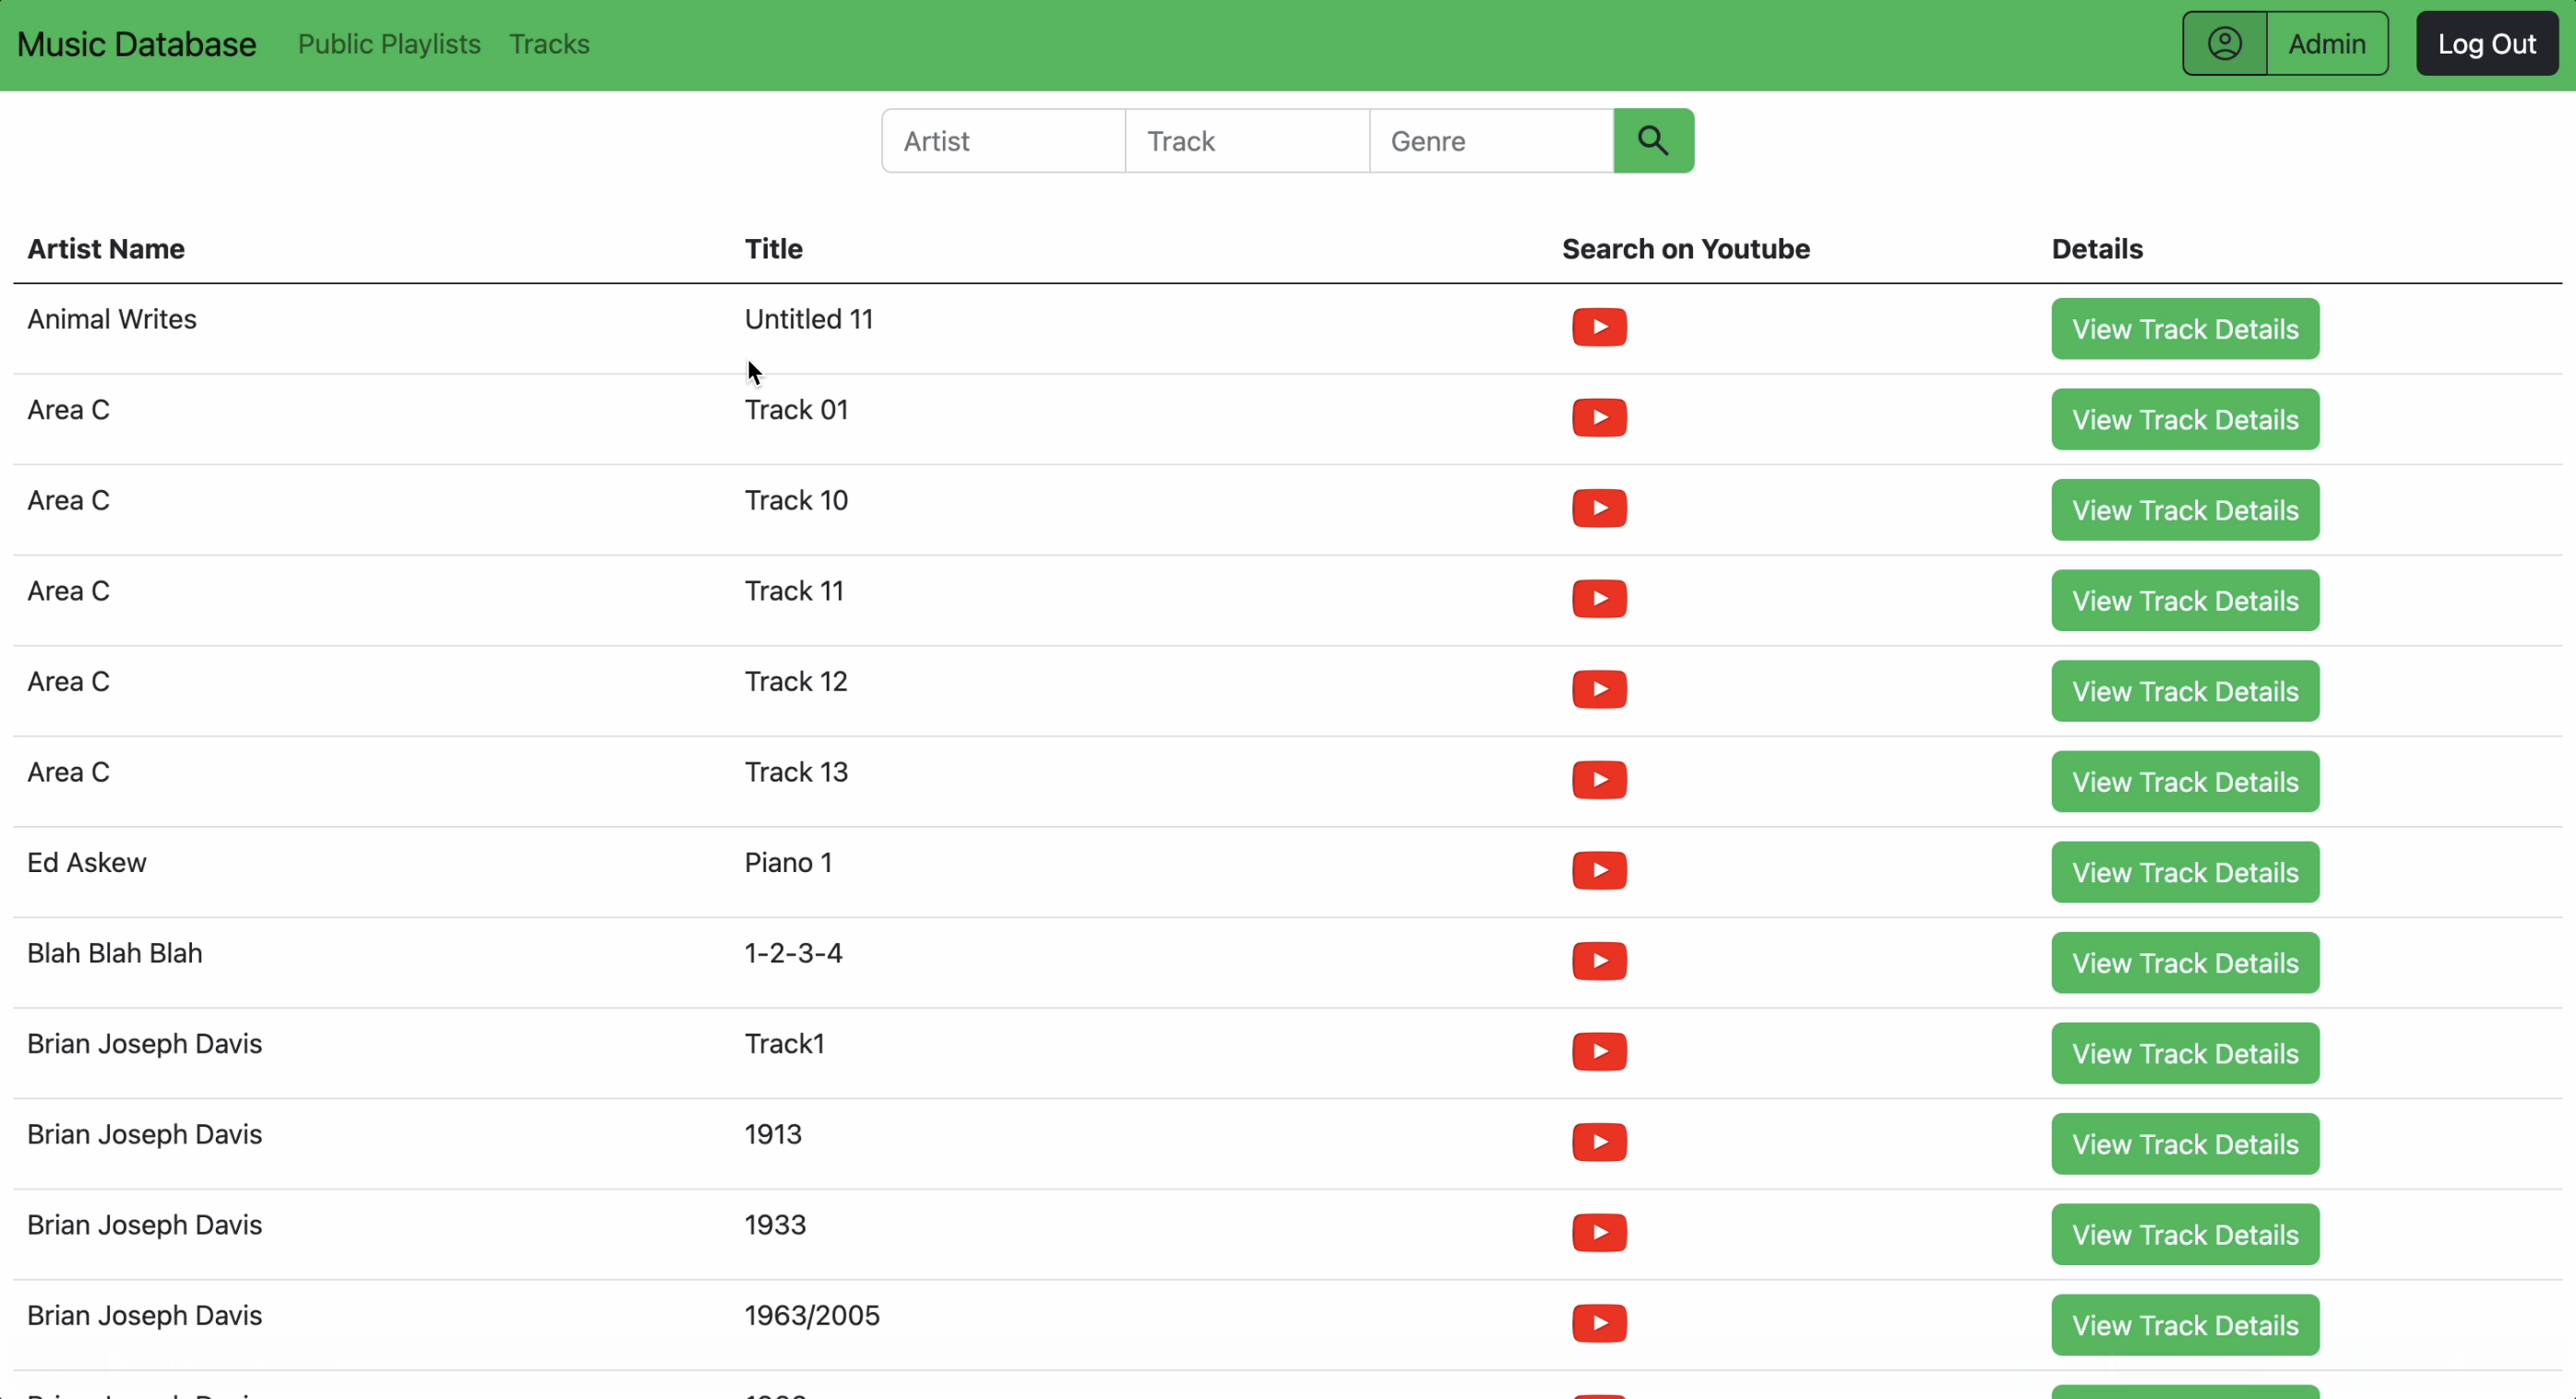 Music Database Public Playlists Tracks Admin Log Out
Artist Track Genre
Artist Name Title Search on Youtube Details
Animal Writes Untitled 11 View Track Details
Area C Track 01 View Track Details
Area C Track 10 View Track Details
Area C Track 11 View Track Details
Area C Track 12 View Track Details
Area C Track 13 View Track Details
Ed Askew Piano 1 View Track Details
Blah Blah Blah 1-2-3-4 View Track Details
Brian Joseph Davis Track1 View Track Details
Brian Joseph Davis 1913 View Track Details
Brian Joseph Davis 1933 View Track Details
Brian Joseph Davis 1963/2005 View Track Details